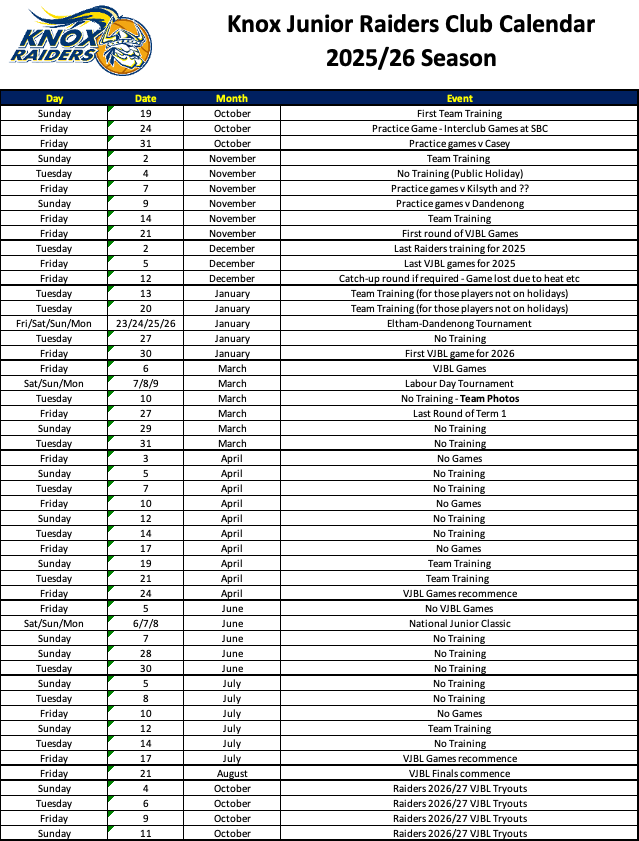 KNOX
RAIDERS
Knox Junior Raiders Club Calendar
2025/26 Season
Day Date Month Event
Sunday 19 October First Team Training
Friday 24 October Practice Game - Interclub Games at SBC
Friday 31 October Practice games v Casey
Sunday 2 November Team Training
Tuesday 4 November No Training (Public Holiday)
Friday 7 November Practice games v Kilsyth and ??
Sunday 9 November Practice games v Dandenong
Friday 14 November Team Training
Friday 21 November First round of VJBL Games
Tuesday 2 December Last Raiders training for 2025
Friday 5 December Last VJBL games for 2025
Friday 12 December Catch-up round if required - Game lost due to heat etc
Tuesday 13 January Team Training (for those players not on holidays)
Tuesday 20 January Team Training (for those players not on holidays)
Fri/Sat/Sun/Mon 23/24/25/26 January Eltham-Dandenong Tournament
Tuesday 27 January No Training
Friday 30 January First VJBL game for 2026
Friday 6 March VJBL Games
Sat/Sun/Mon 7/8/9 March Labour Day Tournament
Tuesday 10 March No Training - Team Photos
Friday 27 March Last Round of Term 1
Sunday 29 March No Training
Tuesday 31 March No Training
Friday 3 April No Games
Sunday 5 April No Training
Tuesday 7 April No Training
Friday 10 April No Games
Sunday 12 April No Training
Tuesday 14 April No Training
Friday 17 April No Games
Sunday 19 April Team Training
Tuesday 21 April Team Training
Friday 24 April VJBL Games recommence
Friday 5 June No VJBL Games
Sat/Sun/Mon 6/7/8 June National Junior Classic
Sunday 7 June No Training
Sunday 28 June No Training
Tuesday 30 June No Training
Sunday 5 July No Training
Tuesday 8 July No Training
Friday 10 July No Games
Sunday 12 July Team Training
Tuesday 14 July No Training
Friday 17 July VJBL Games recommence
Friday 21 August VJBL Finals commence
Sunday 4 October Raiders 2026/27 VJBL Tryouts
Tuesday 6 October Raiders 2026/27 VJBL Tryouts
Friday 9 October Raiders 2026/27 VJBL Tryouts
Sunday 11 October Raiders 2026/27 VJBL Tryouts